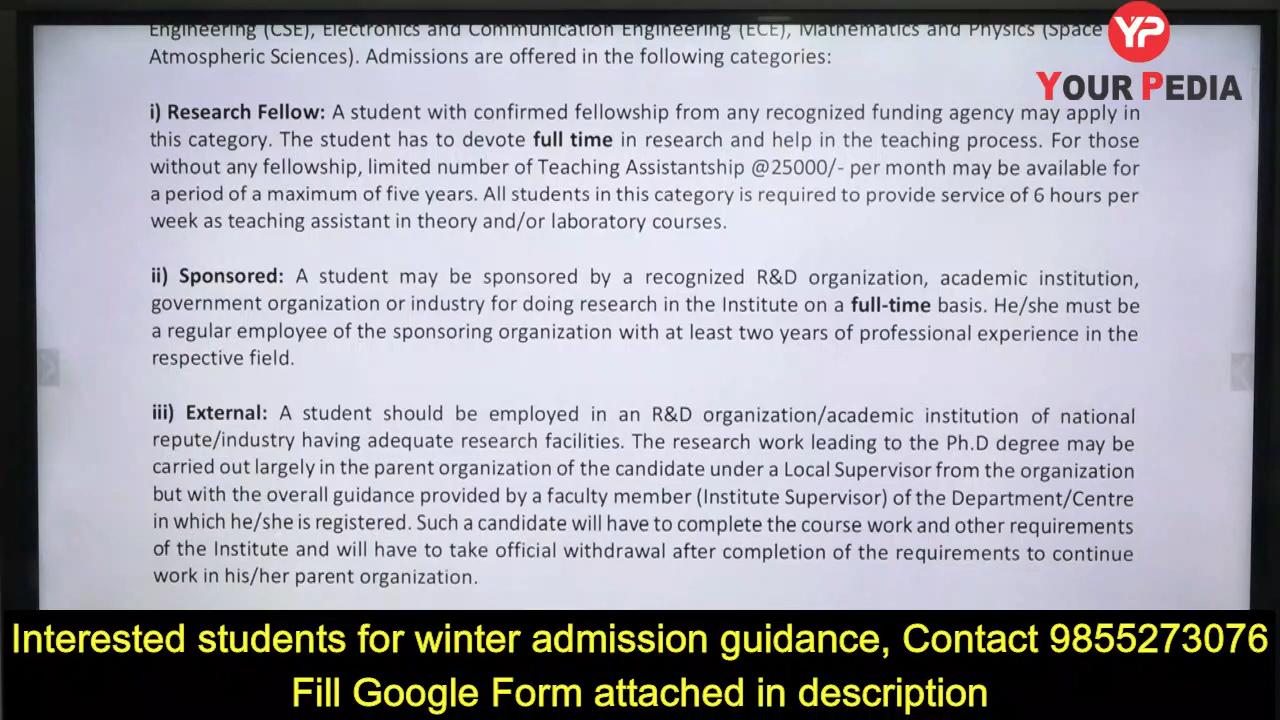 Engineering (CSE), Electronics and Communication Engineering (ECE), Mathematics and Physics (Space
Atmospheric Sciences). Admissions are offered in the following categories:
YP
YOUR PEDIA
i) Research Fellow: A student with confirmed fellowship from any recognized funding agency may apply in
this category. The student has to devote full time in research and help in the teaching process. For those
without any fellowship, limited number of Teaching Assistantship @25000/- per month may be available for
a period of a maximum of five years. All students in this category is required to provide service of 6 hours per
week as teaching assistant in theory and/or laboratory courses.
ii) Sponsored: A student may be sponsored by a recognized R&D organization, academic institution,
government organization or industry for doing research in the Institute on a full-time basis. He/she must be
a regular employee of the sponsoring organization with at least two years of professional experience in the
respective field.
iii) External: A student should be employed in an R&D organization/academic institution of national
repute/industry having adequate research facilities. The research work leading to the Ph.D degree may be
carried out largely in the parent organization of the candidate under a Local Supervisor from the organization
but with the overall guidance provided by a faculty member (Institute Supervisor) of the Department/Centre
in which he/she is registered. Such a candidate will have to complete the course work and other requirements
of the Institute and will have to take official withdrawal after completion of the requirements to continue
work in his/her parent organization.
Interested students for winter admission guidance, Contact 9855273076
Fill Google Form attached in description